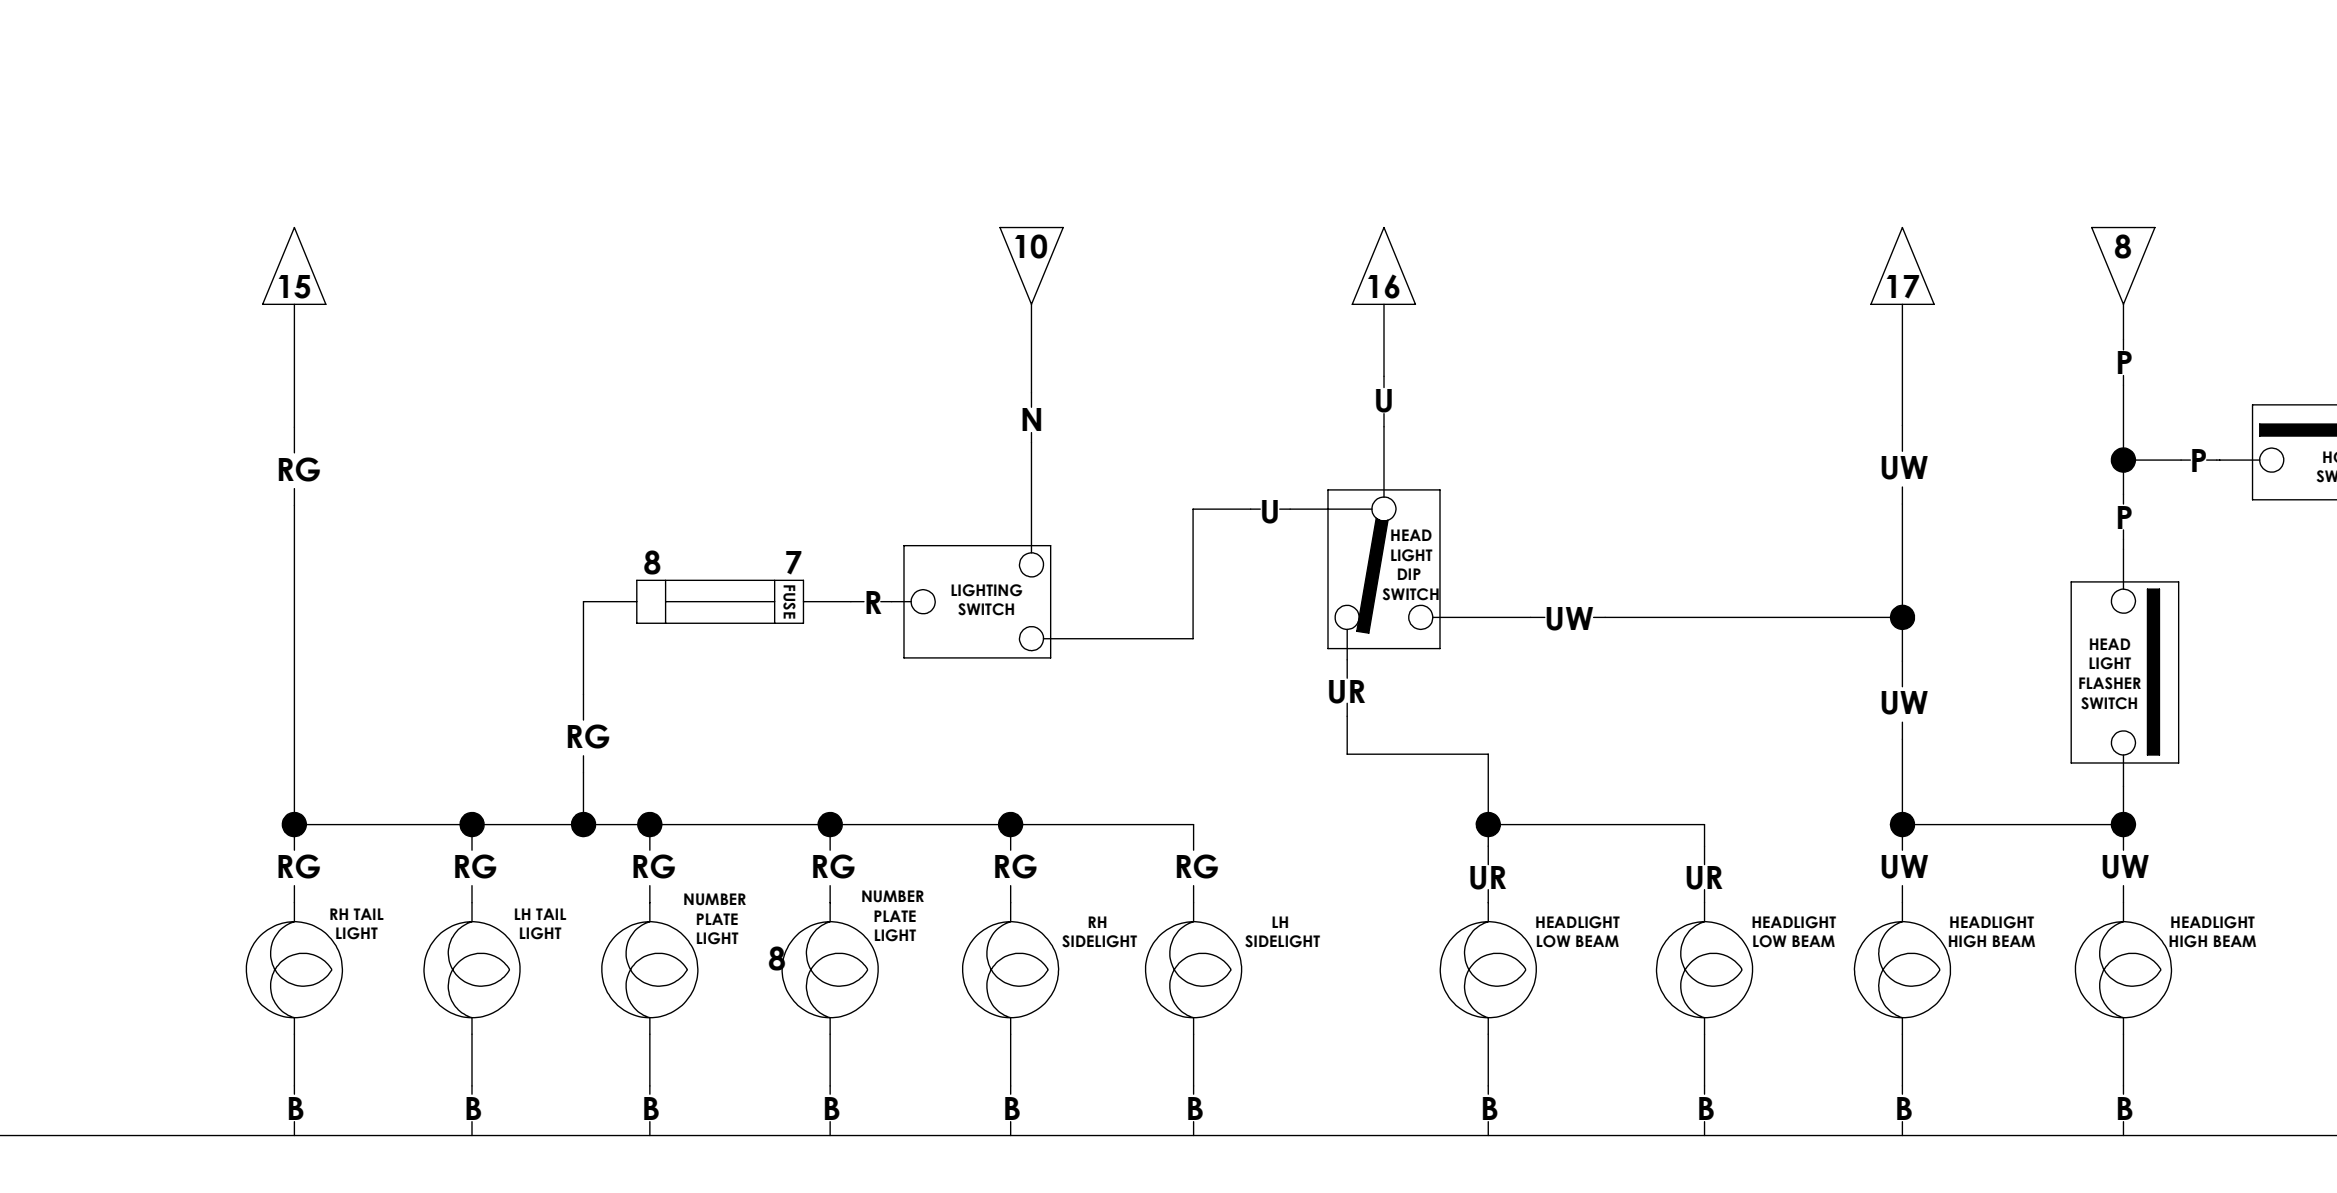 10
8
15
16
17
P
U
N
P
HO
SW
UW
RG
P
U
HEAD
LIGHT
DIP
SWITCH
8
7
FUSE
R
LIGHTING
SWITCH
UW
HEAD
LIGHT
FLASHER
SWITCH
UR
UW
RG
RG
RG
RG
RG
RG
RG
UR
UR
UW
UW
RH TAIL
LIGHT
LH TAIL
LIGHT
NUMBER
PLATE
LIGHT
NUMBER
PLATE
LIGHT
8
RH
SIDELIGHT
LH
SIDELIGHT
HEADLIGHT
LOW BEAM
HEADLIGHT
LOW BEAM
HEADLIGHT
HIGH BEAM
HEADLIGHT
HIGH BEAM
B
B
B
B
B
B
B
B
B
B